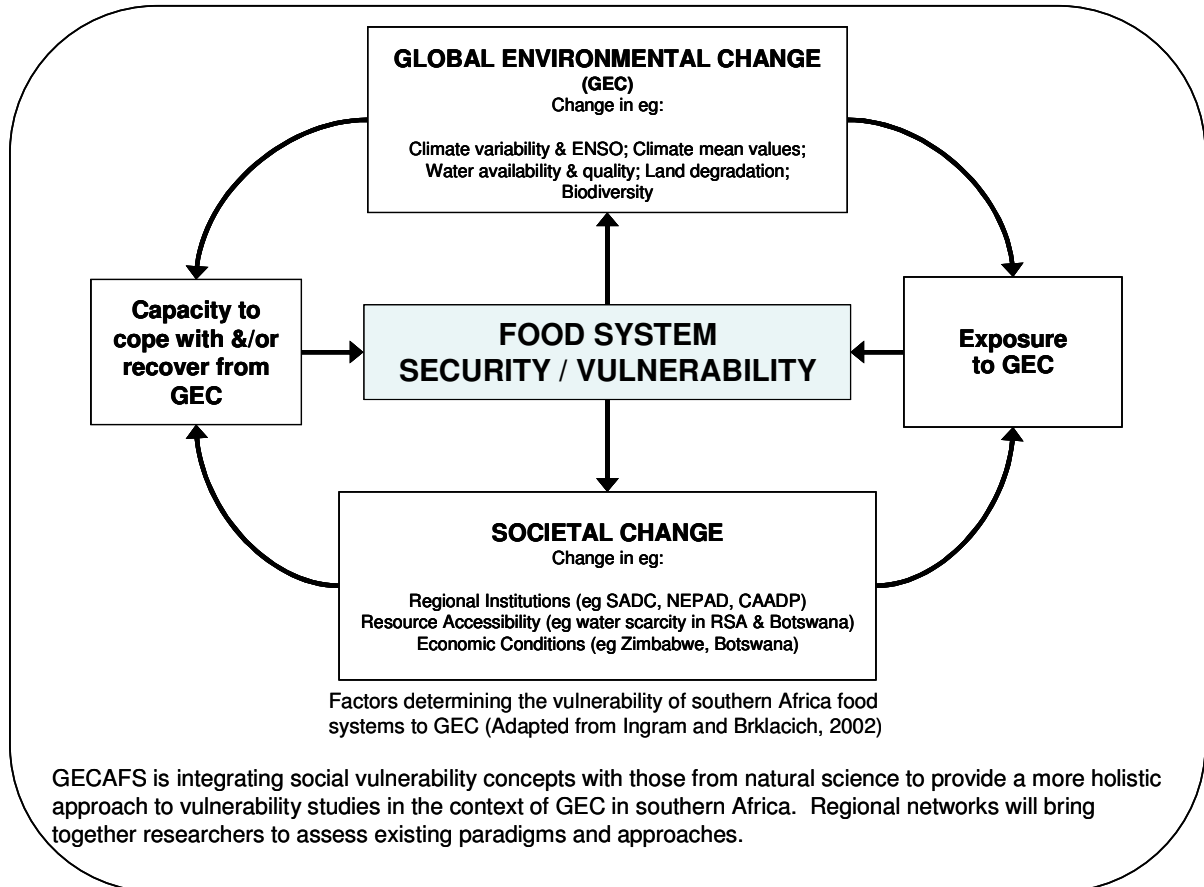 GLOBAL ENVIRONMENTAL CHANGE
(GEC)
Change in eg:
Climate variability & ENSO; Climate mean values;
Water availability & quality; Land degradation;
Biodiversity
Capacity to
cope with &/or
recover from
GEC
FOOD SYSTEM
SECURITY / VULNERABILITY
Exposure
to GEC
SOCIETAL CHANGE
Change in eg:
Regional Institutions (eg SADC, NEPAD, CAADP)
Resource Accessibility (eg water scarcity in RSA & Botswana)
Economic Conditions (eg Zimbabwe, Botswana)
Factors determining the vulnerability of southern Africa food
systems to GEC (Adapted from Ingram and Brklacich, 2002)
GECAFS is integrating social vulnerability concepts with those from natural science to provide a more holistic
approach to vulnerability studies in the context of GEC in southern Africa.  Regional networks will bring
together researchers to assess existing paradigms and approaches.